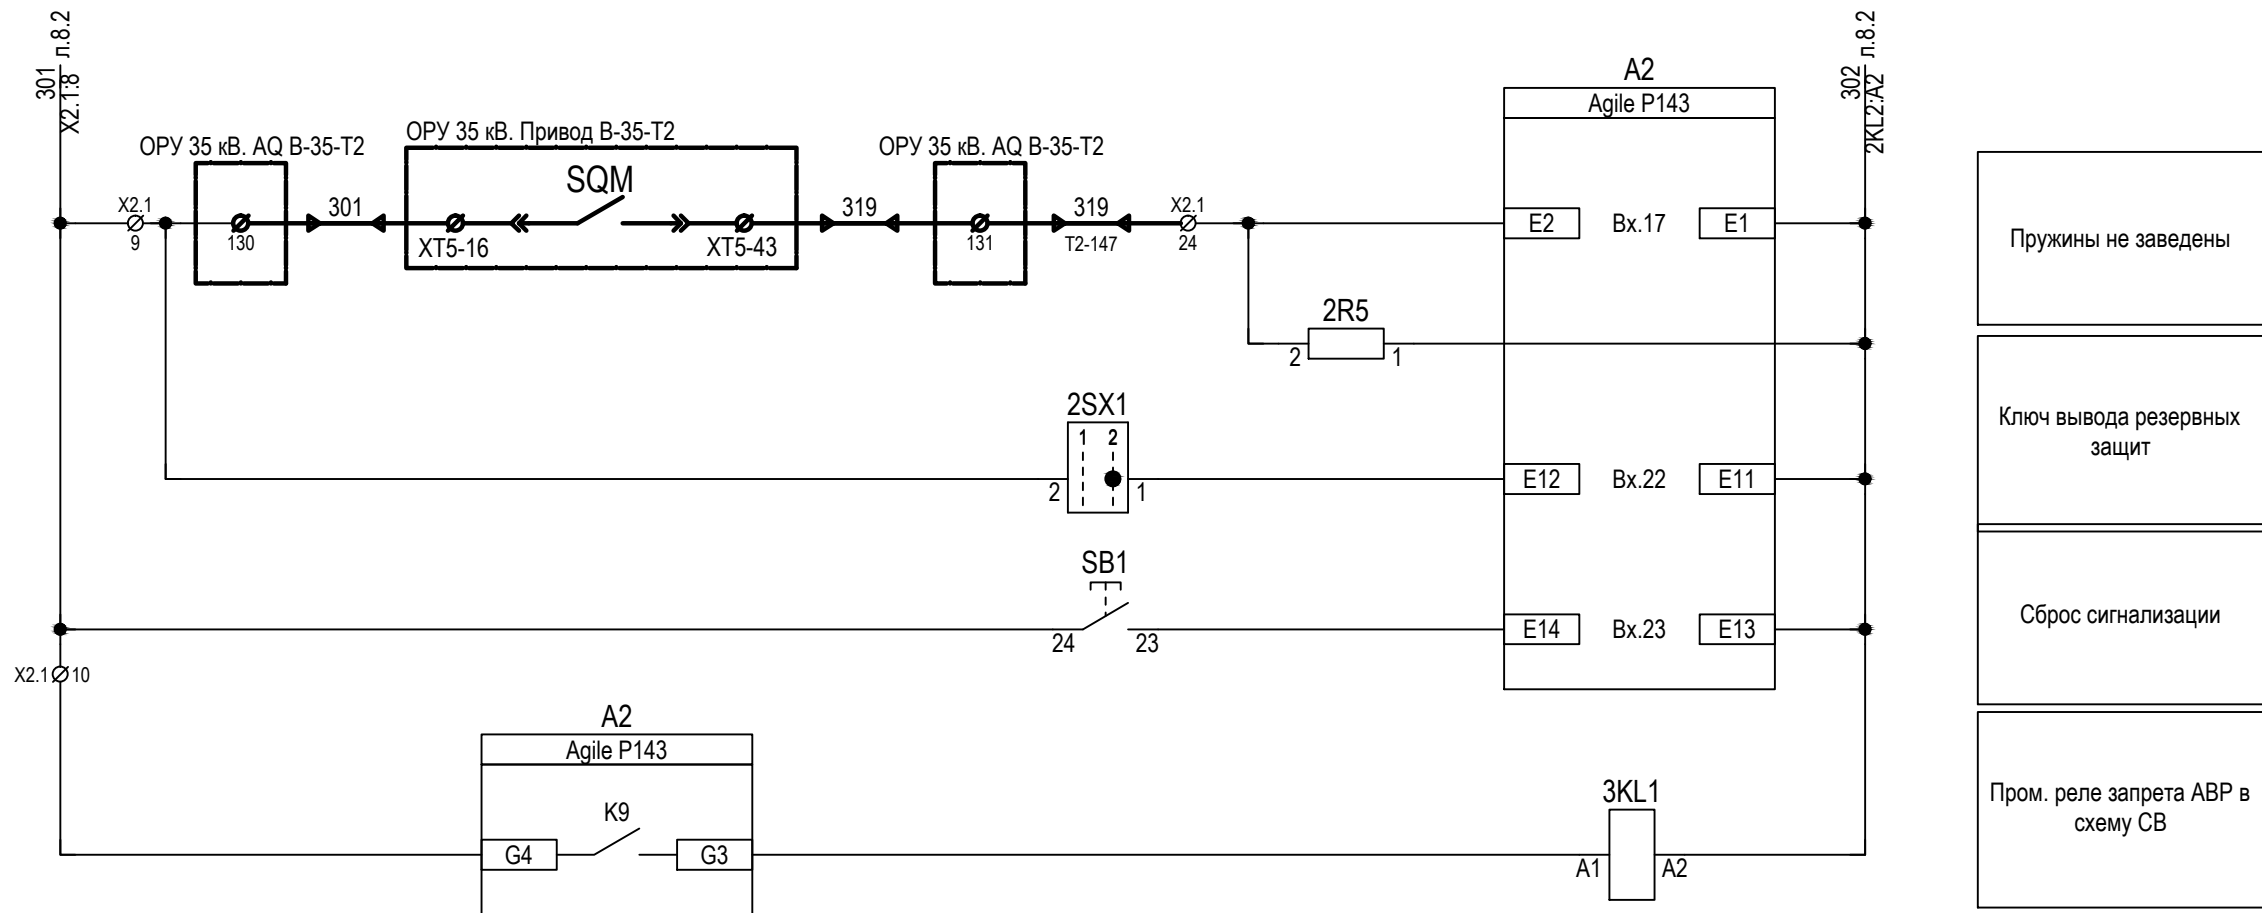 301
X2.1:8
л.8.2
302
2KL2:A2
л.8.2
A2
Agile P143
ОРУ 35 кВ. AQ В-35-Т2
ОРУ 35 кВ. Привод В-35-Т2
ОРУ 35 кВ. AQ В-35-Т2
SQM
X2.1
9
130
301
XT5-16
XT5-43
319
131
319
T2-147
X2.1
24
E2
Вх.17
E1
Пружины не заведены
2R5
2
1
2SX1
1 2
2
1
E12
Вх.22
E11
Ключ вывода резервных
защит
SB1
24
23
E14
Вх.23
E13
Сброс сигнализации
X2.1
10
A2
Agile P143
K9
G4
G3
3KL1
A1
A2
Пром. реле запрета АВР в
схему СВ